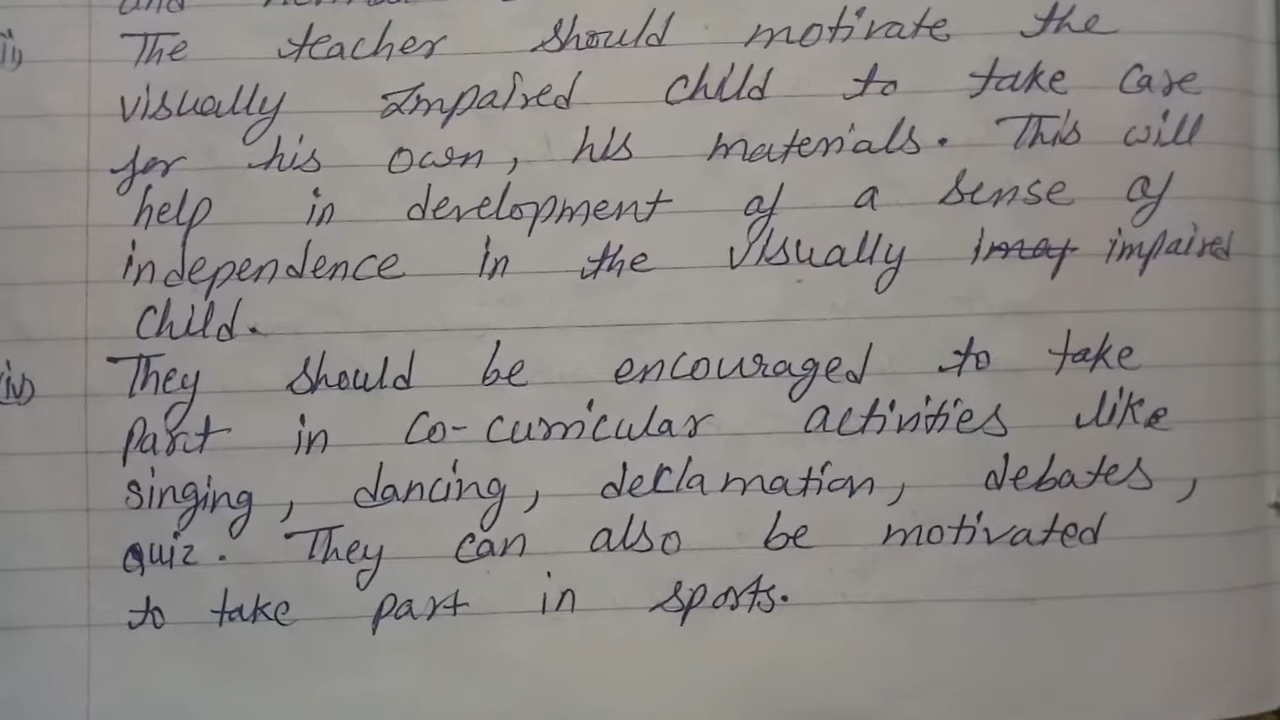 and
ii) The teacher should motivate the
visually Impaired child to take care
for his own, his materials. This will
help in development of a sense of
independence in the visually imay impaired
child.
iv) They should be encouraged to take
part in co-curricular activities like
singing, dancing, declamation, debates,
quiz. They can also be motivated
to take part in sports.